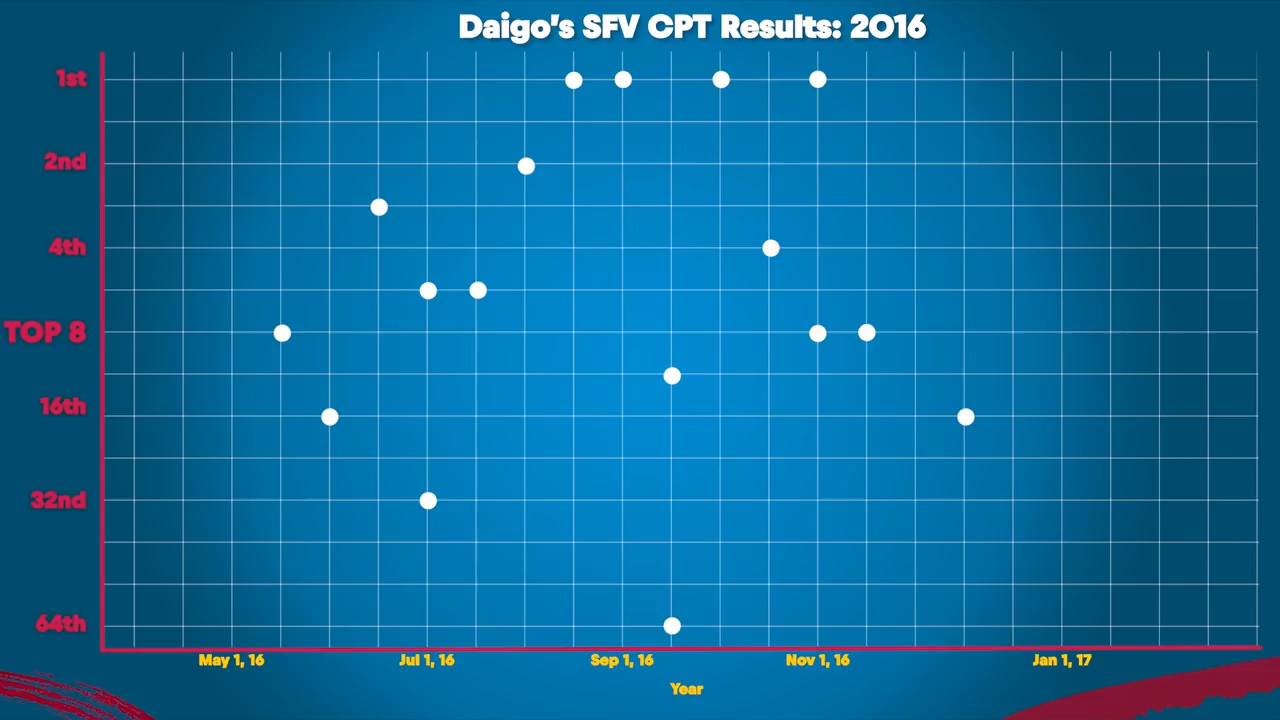 Daigo's SFV CPT Results: 2016
1st
2nd
4th
TOP 8
16th
32nd
64th
May 1, 16
Jul 1, 16
Sep 1, 16
Nov 1, 16
Jan 1, 17
Year